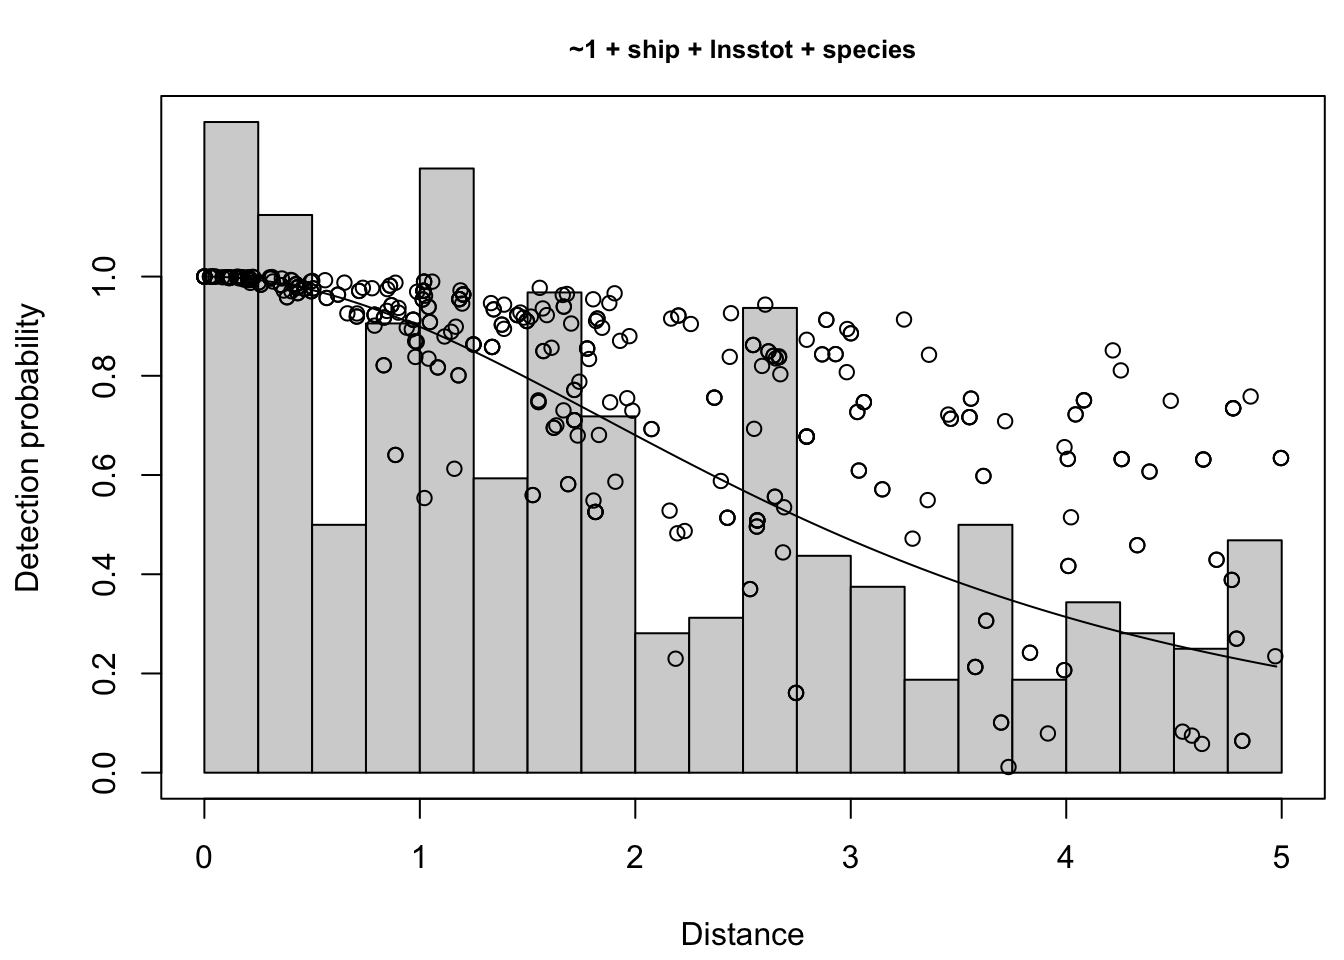 ~1 + ship + lnsstot + species
Detection probability
1.0
0.8
0.6
0.4
0.2
0.0
0 1 2 3 4 5
Distance